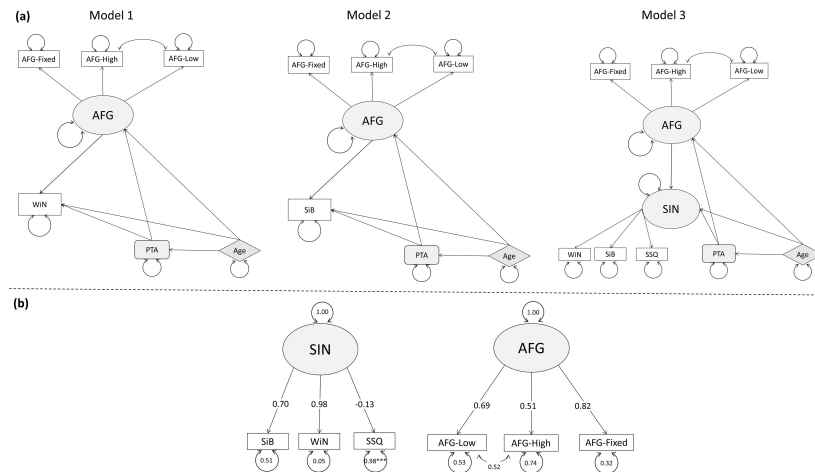 (a)
Model 1 Model 2 Model 3
AFG-Fixed AFG-High AFG-Low AFG-Fixed AFG-High AFG-Low AFG-Fixed AFG-High AFG-Low
AFG AFG AFG
WiN SiB SIN
PTA Age PTA Age WiN SiB SSQ PTA Age
(b)
1.00 1.00
SIN AFG
0.70 0.98 -0.13 0.69 0.51 0.82
SiB WiN SSQ AFG-Low AFG-High AFG-Fixed
0.51 0.05 0.98*** 0.53 0.52 0.74 0.32